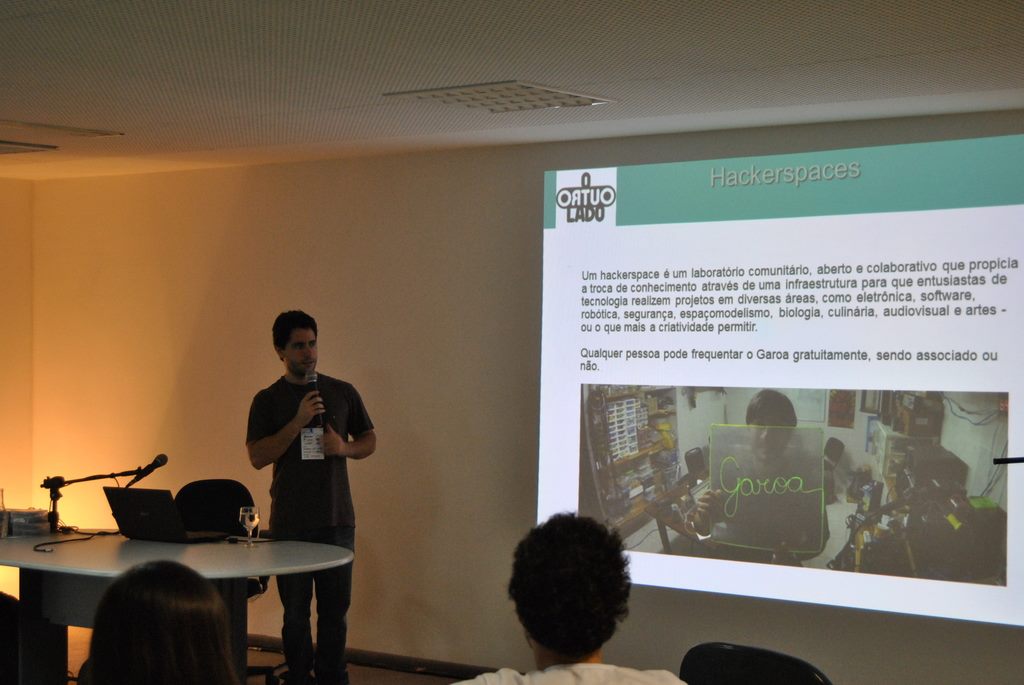 Hackerspaces
O
OUTRO
LADO
Um hackerspace é um laboratório comunitário, aberto e colaborativo que propicia
a troca de conhecimento através de uma infraestrutura para que entusiastas de
tecnologia realizem projetos em diversas áreas, como eletrônica, software,
robótica, segurança, espaçomodelismo, biologia, culinária, audiovisual e artes -
ou o que mais a criatividade permitir.
Qualquer pessoa pode frequentar o Garoa gratuitamente, sendo associado ou
não.
Garoa